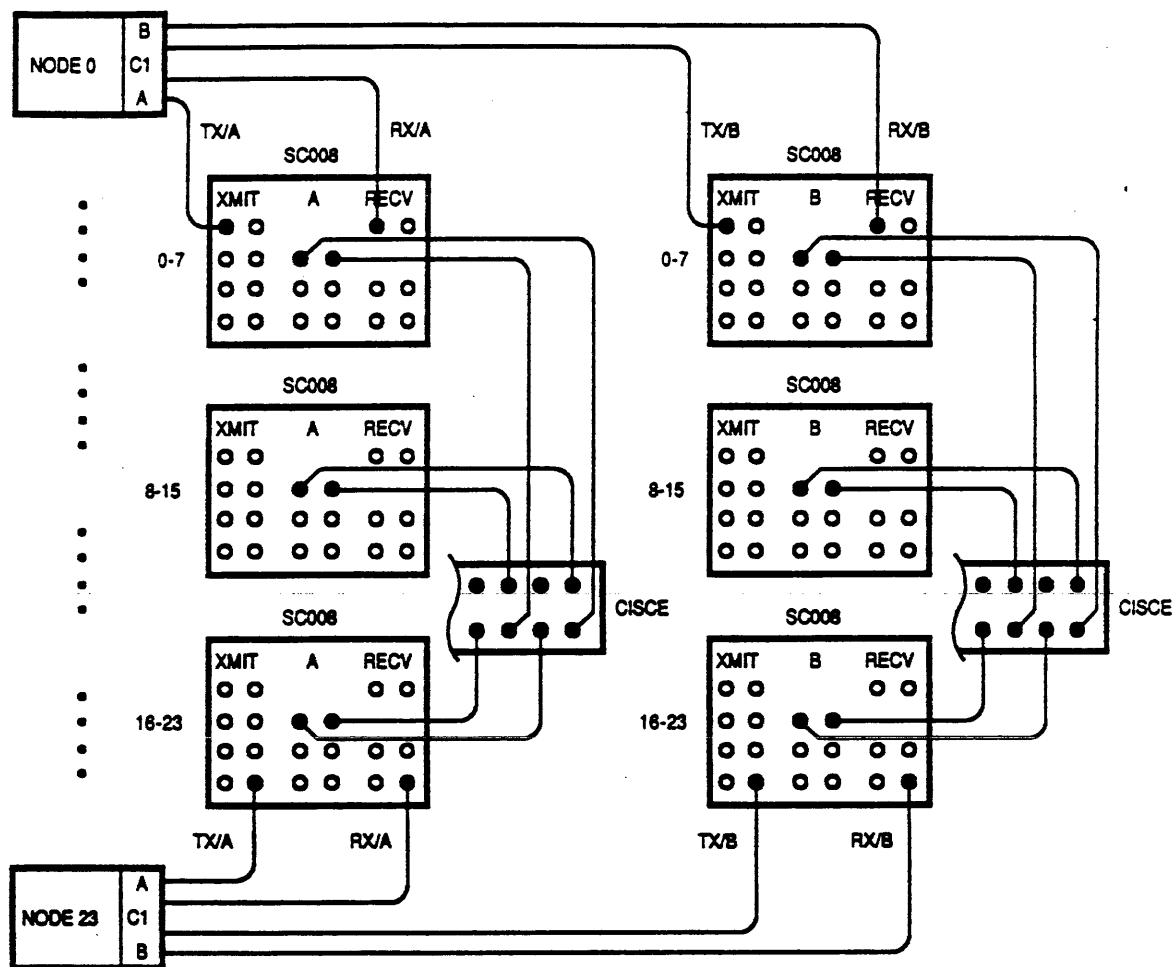 B
NODE 0 C1
A
TX/A RX/A TX/B RX/B
SC008 SC008
XMIT A RECV XMIT B RECV
0-7 0-7
SC008 SC008
XMIT A RECV XMIT B RECV
8-15 8-15
CISCE CISCE
SC008 SC008
XMIT A RECV XMIT B RECV
16-23 16-23
TX/A RX/A TX/B RX/B
A
NODE 23 C1
B